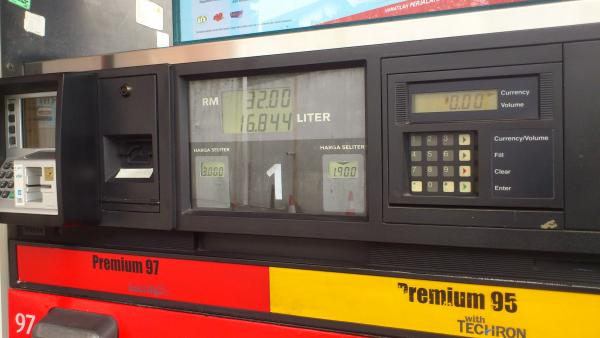 HARGA SELITER
RM 32.00
16.844 LITER
HARGA SELITER
1.900
1
Currency
Volume
0.00
Currency/Volume
Fill
Clear
Enter
1 2 3
4 5 6
7 8 9
0
Premium 97
Premium 95
with
TECHRON
97